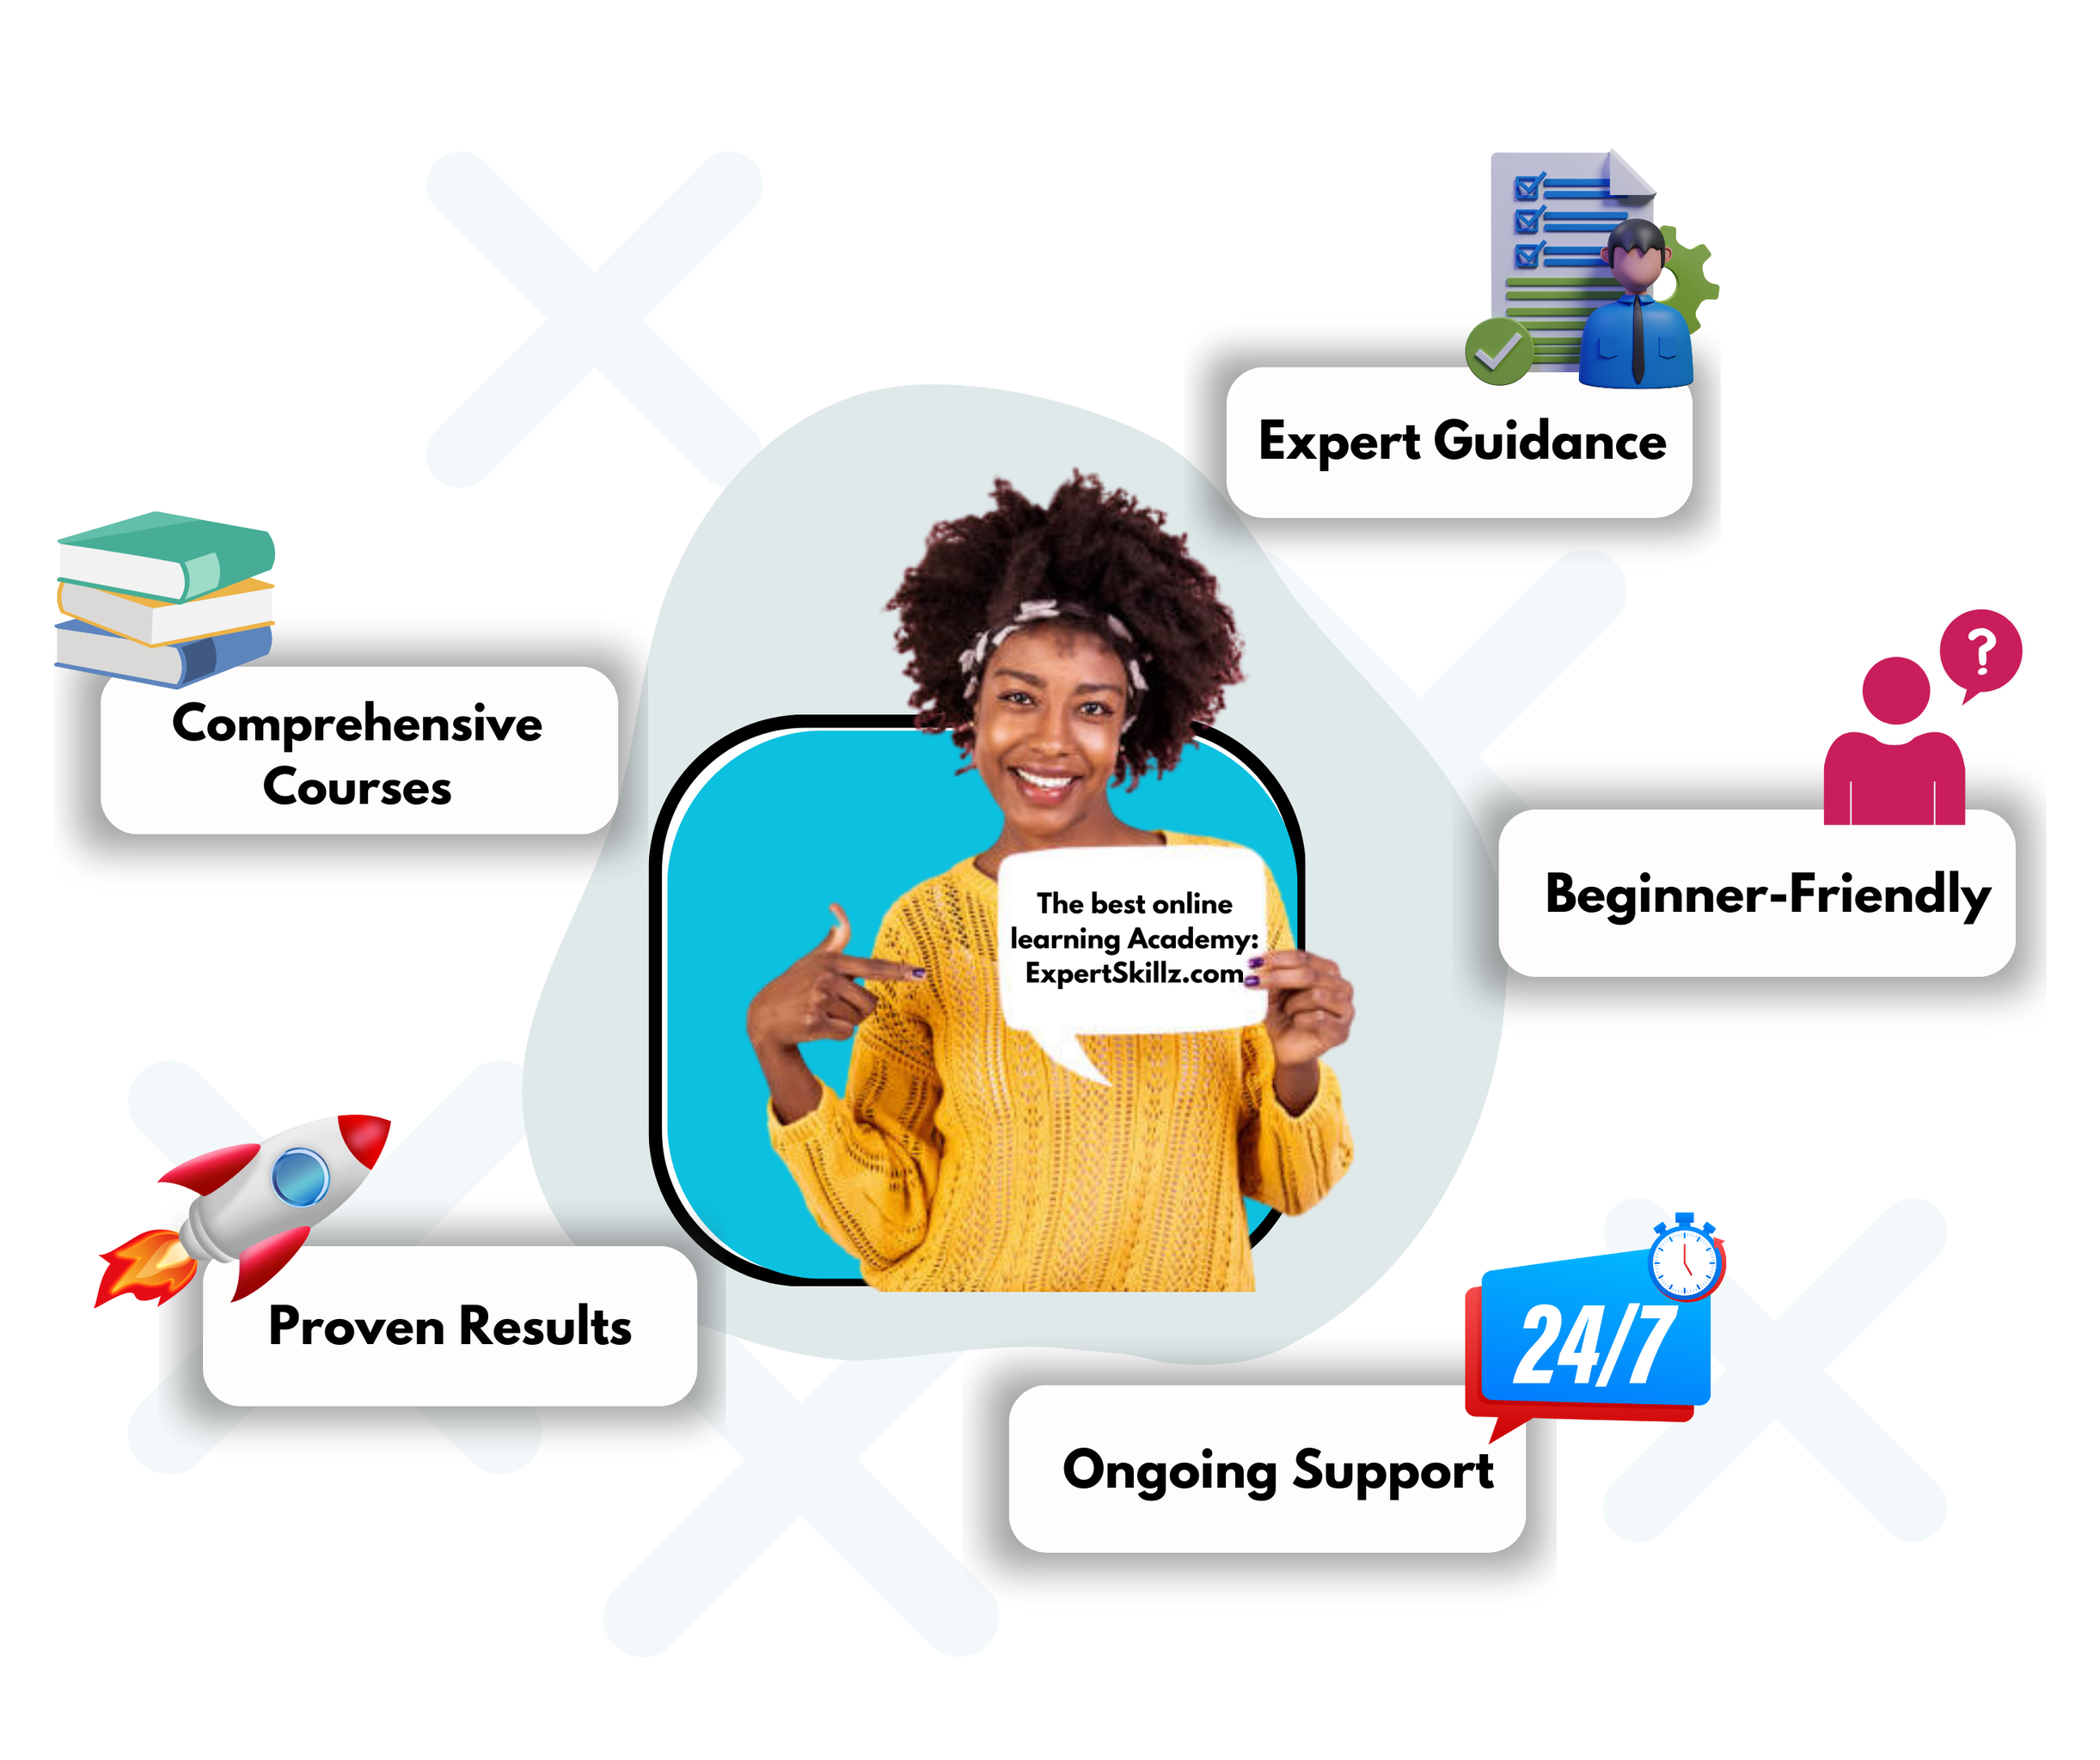 Expert Guidance
Comprehensive
Courses
?
Beginner-Friendly
The best online
learning Academy:
ExpertSkillz.com
Proven Results
24/7
Ongoing Support